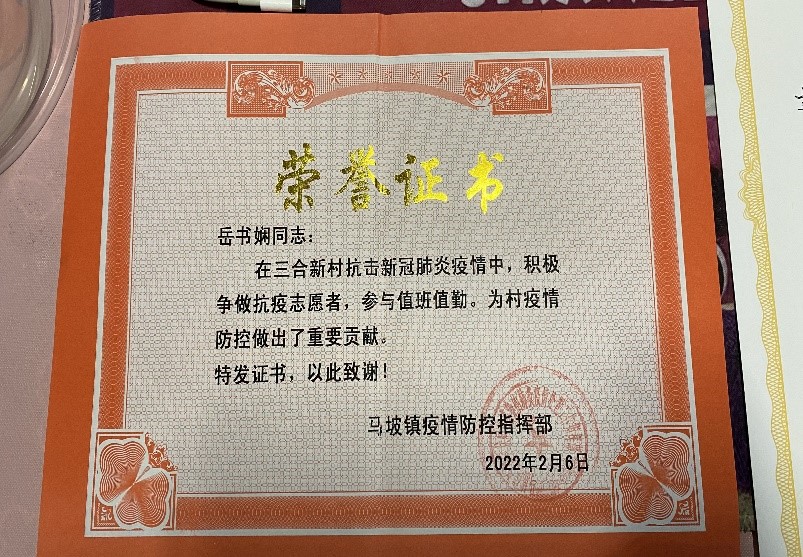 荣誉证书
岳书娴同志：
在三合新村抗击新冠肺炎疫情中，积极
争做抗疫志愿者，参与值班值勤。为村疫情
防控做出了重要贡献。
特发证书，以此致谢！
马坡镇疫情防控指挥部
2022年2月6日